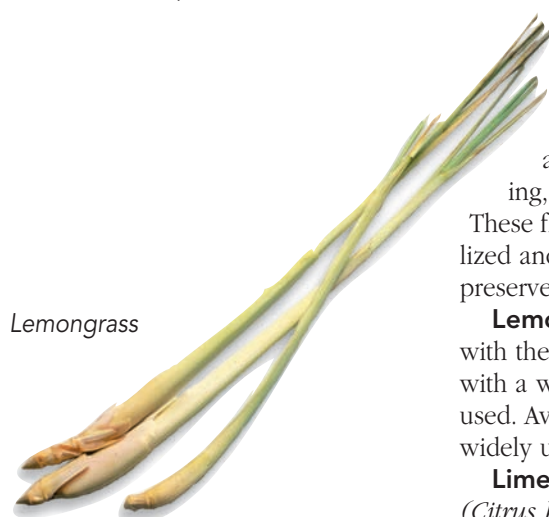 a
ing,
These
lized and
preserve
Lemongrass
Lemo
with the
with a w
used. Av
widely u
Lime
(Citrus